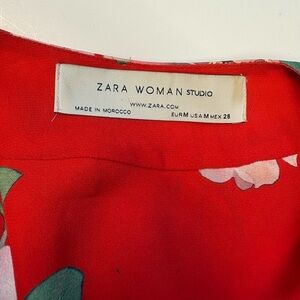 ZARA WOMAN STUDIO
WWW.ZARA.COM
MADE IN MOROCCO
EUR M USA M MEX 28